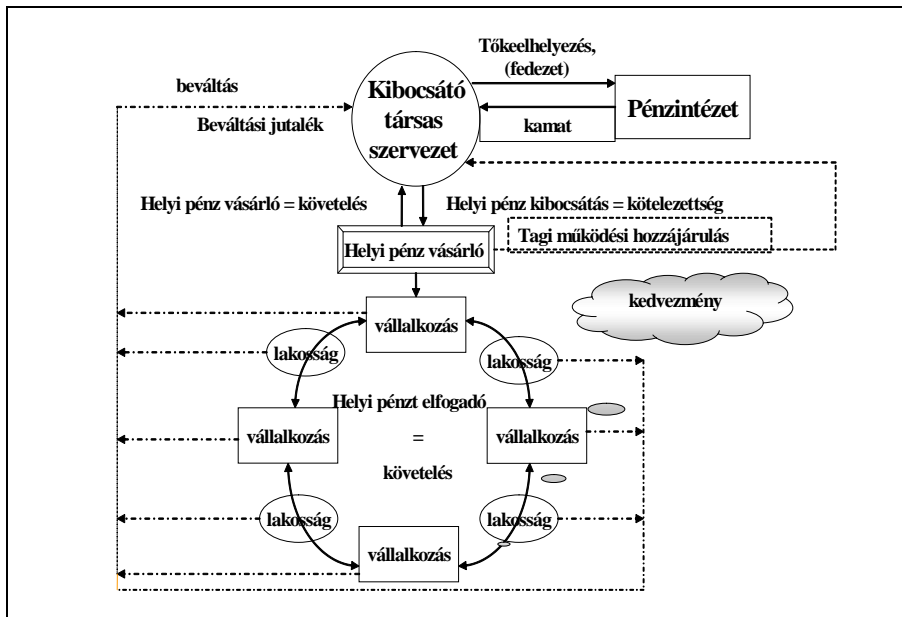 Tőkeelhelyezés,
(fedezet)
beváltás
Kibocsátó
társas
szervezet
Pénzintézet
Beváltási jutalék
kamat
Helyi pénz vásárló = követelés
Helyi pénz kibocsátás = kötelezettség
Tagi működési hozzájárulás
Helyi pénz vásárló
kedvezmény
vállalkozás
lakosság
lakosság
Helyi pénzt elfogadó
vállalkozás
=
vállalkozás
követelés
lakosság
lakosság
vállalkozás